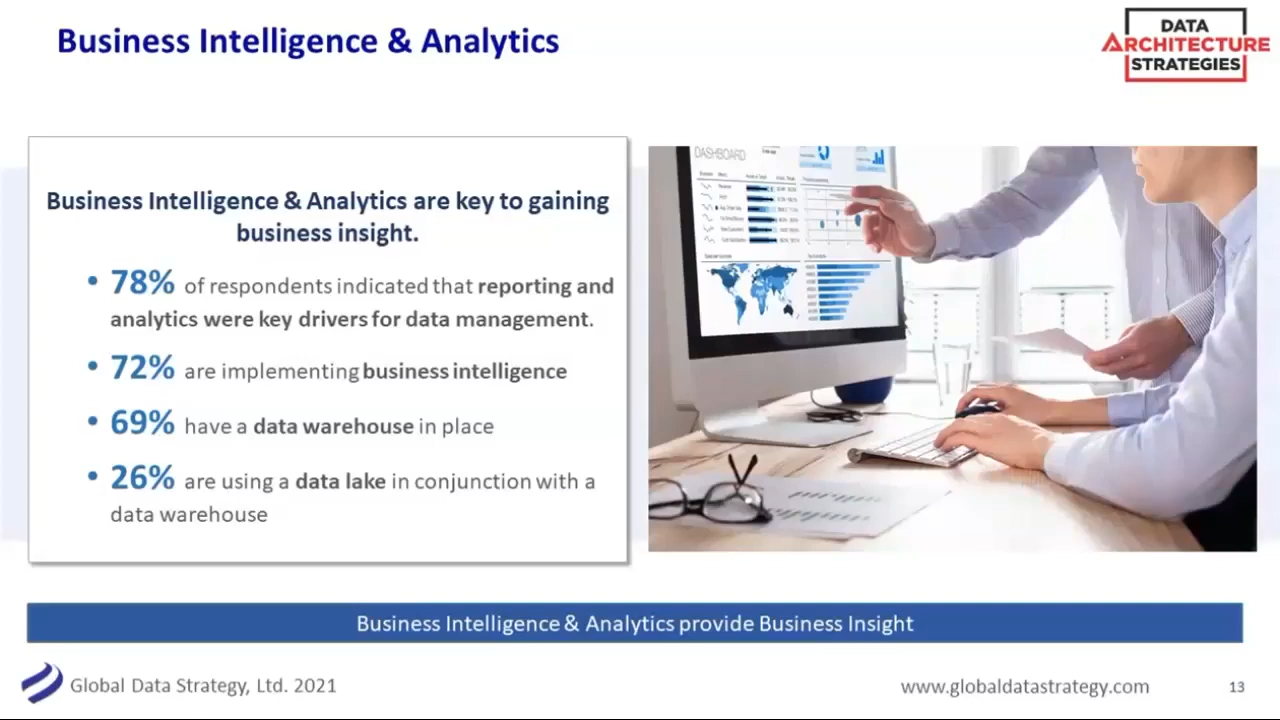 Business Intelligence & Analytics
DATA
ARCHITECTURE
STRATEGIES
Business Intelligence & Analytics are key to gaining
business insight.
• 78% of respondents indicated that reporting and
analytics were key drivers for data management.
• 72% are implementing business intelligence
• 69% have a data warehouse in place
• 26% are using a data lake in conjunction with a
data warehouse
DASHBOARD
Business Intelligence & Analytics provide Business Insight
Global Data Strategy, Ltd. 2021
www.globaldatastrategy.com
13